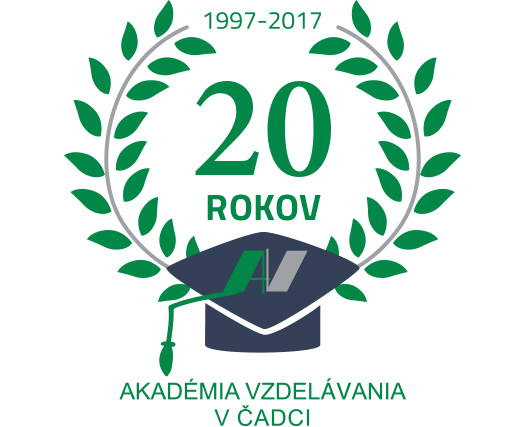 1997-2017
20
ROKOV
AV
AKADÉMIA VZDELÁVANIA
V ČADCI